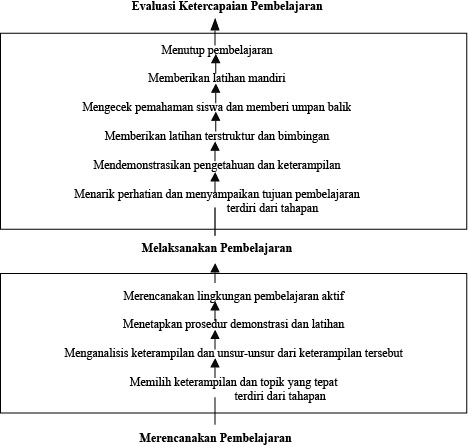 Evaluasi Ketercapaian Pembelajaran
Menutup pembelajaran
Memberikan latihan mandiri
Mengecek pemahaman siswa dan memberi umpan balik
Memberikan latihan terstruktur dan bimbingan
Mendemonstrasikan pengetahuan dan keterampilan
Menarik perhatian dan menyampaikan tujuan pembelajaran
terdiri dari tahapan
Melaksanakan Pembelajaran
Merencanakan lingkungan pembelajaran aktif
Menetapkan prosedur demonstrasi dan latihan
Menganalisis keterampilan dan unsur-unsur dari keterampilan tersebut
Memilih keterampilan dan topik yang tepat
terdiri dari tahapan
Merencanakan Pembelajaran